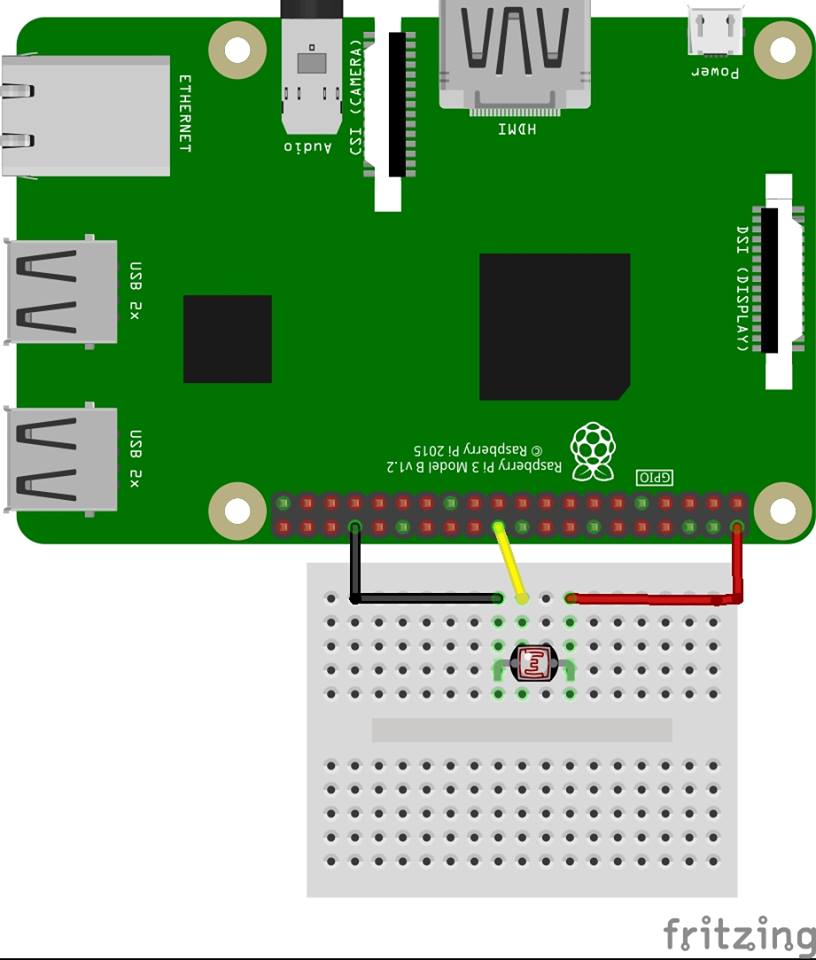 ETHERNET
Audio
CSI (CAMERA)
HDMI
Power
USB 2x
DSI (DISPLAY)
USB 2x
Raspberry Pi 3 Model B v1.2
© Raspberry Pi 2015
GPIO
fritzing